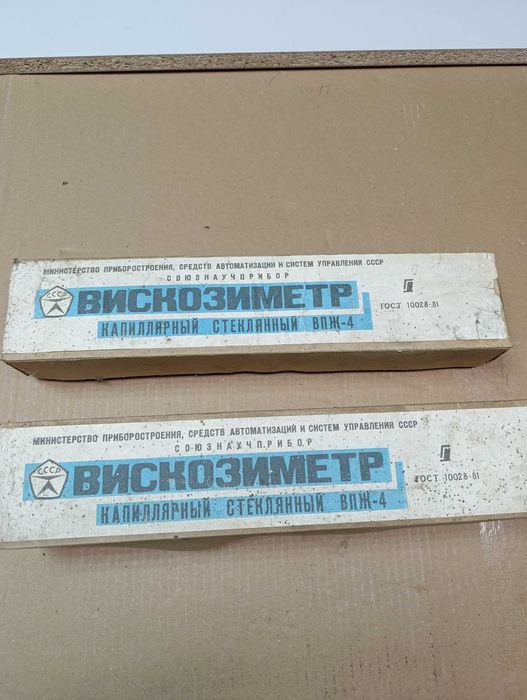 МИНИСТЕРСТВО ПРИБОРОСТРОЕНИЯ, СРЕДСТВ АВТОМАТИЗАЦИИ И СИСТЕМ УПРАВЛЕНИЯ СССР
СОЮЗНАУЧПРИБОР
СССР
ВИСКОЗИМЕТР
ГОСТ 10028-81
КАПИЛЛЯРНЫЙ СТЕКЛЯННЫЙ ВПЖ-4
МИНИСТЕРСТВО ПРИБОРОСТРОЕНИЯ, СРЕДСТВ АВТОМАТИЗАЦИЙ И СИСТЕМ УПРАВЛЕНИЯ СССР
СОЮЗНАУЧПРИБОР
СССР
ВИСКОЗИМЕТР
ГОСТ 10028-81
КАПИЛЛЯРНЫЙ СТЕКЛЯННЫЙ ВПЖ-4